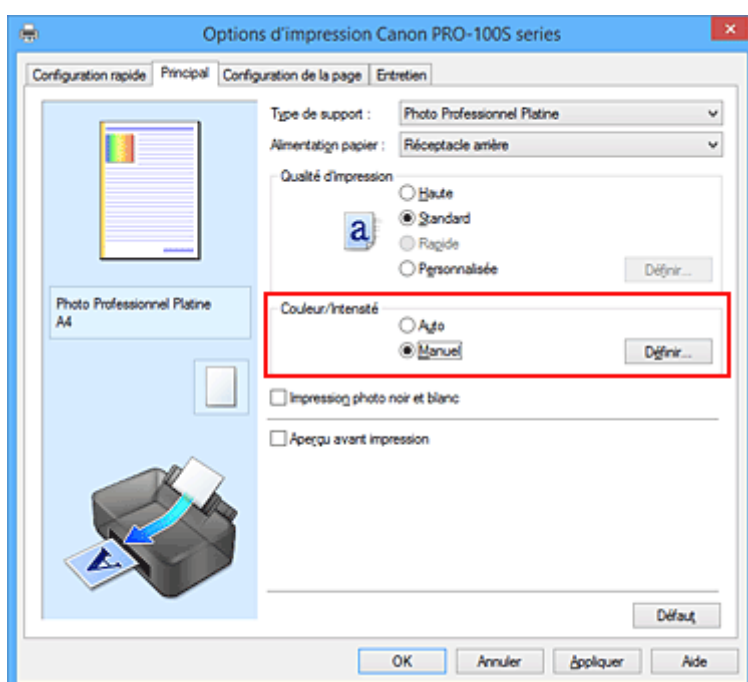 Options d'impression Canon PRO-100S series
Configuration rapide Principal Configuration de la page Entretien
Type de support : Photo Professionnel Platine
Alimentation papier : Réceptacle arrière
Qualité d'impression
Haute
a Standard
Rapide
Personnalisée Définir...
Photo Professionnel Platine
A4
Couleur/Intensité
Auto
Manuel Définir...
Impression photo noir et blanc
Aperçu avant impression
A
Défaut
OK Annuler Appliquer Aide